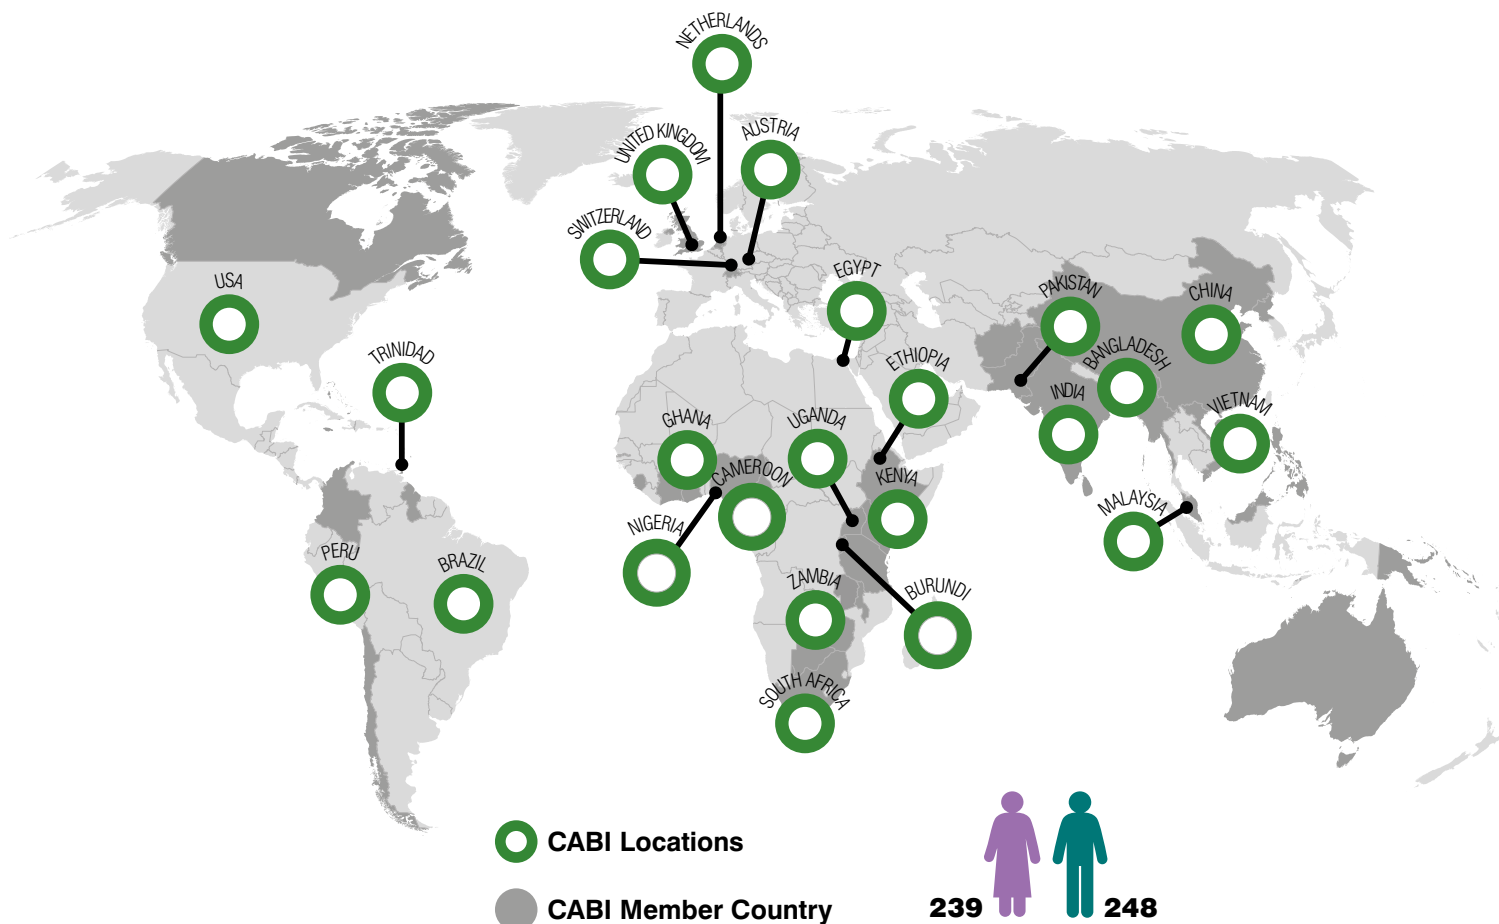 NETHERLANDS
UNITED KINGDOM
AUSTRIA
SWITZERLAND
USA
EGYPT
PAKISTAN
CHINA
TRINIDAD
ETHIOPIA
BANGLADESH
INDIA
VIETNAM
GHANA
UGANDA
CAMEROON
KENYA
MALAYSIA
NIGERIA
PERU
BRAZIL
ZAMBIA
BURUNDI
SOUTH AFRICA
CABI Locations
CABI Member Country
239
248